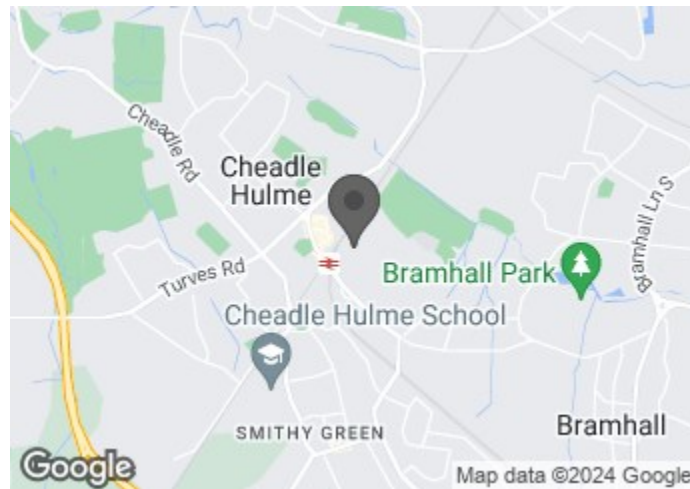 Cheadle Rd
Cheadle
Hulme
Bramhall Ln S
Turves Rd
Bramhall Park
Cheadle Hulme School
SMITHY GREEN
Bramhall
Google
Map data ©2024 Google